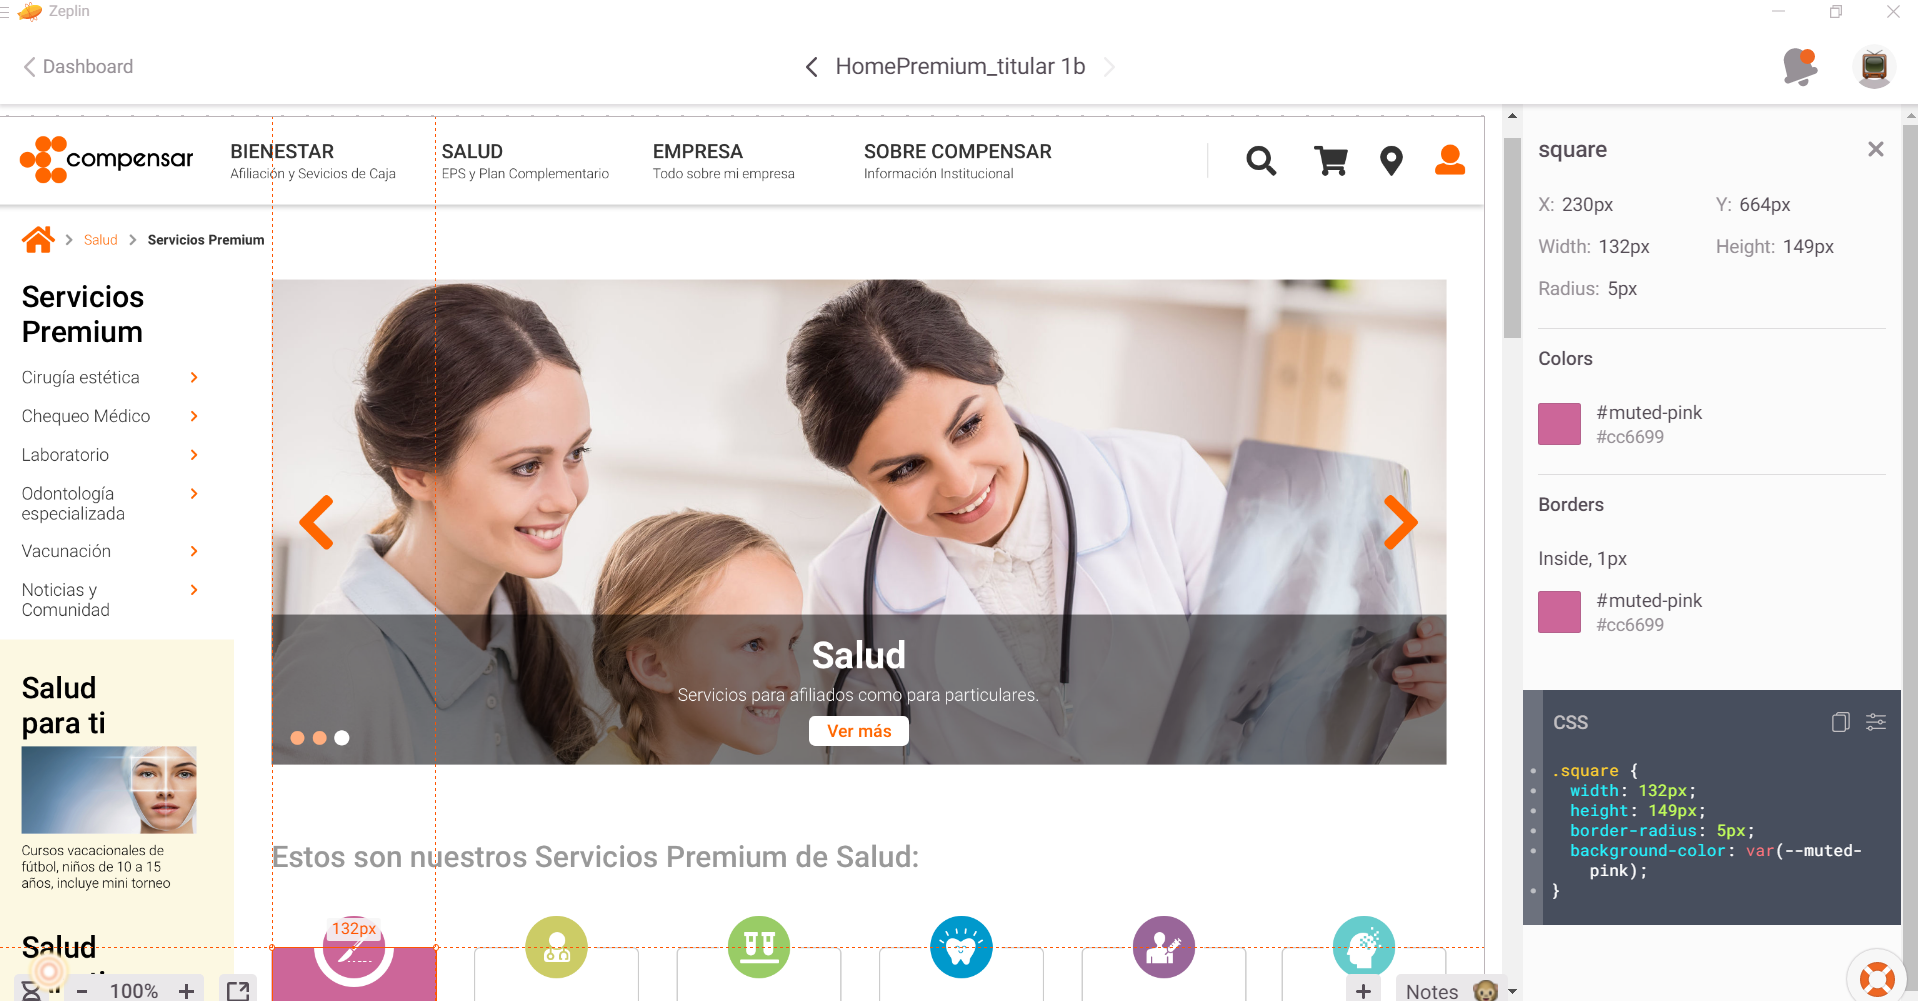 Zeplin
Dashboard
HomePremium_titular 1b
compensar
BIENESTAR
Afiliación y Sevicios de Caja
SALUD
EPS y Plan Complementario
EMPRESA
Todo sobre mi empresa
SOBRE COMPENSAR
Información Institucional
Salud
Servicios Premium
Servicios
Premium
Cirugía estética
Chequeo Médico
Laboratorio
Odontología
especializada
Vacunación
Noticias y
Comunidad
Salud
para ti
Cursos vacacionales de
fútbol, niños de 10 a 15
años, incluye mini torneo
Salud
Salud
Servicios para afiliados como para particulares.
Ver más
Estos son nuestros Servicios Premium de Salud:
132px
- 100% +
+
Notes
square
X: 230px Y: 664px
Width: 132px Height: 149px
Radius: 5px
Colors
#muted-pink
#cc6699
Borders
Inside, 1px
#muted-pink
#cc6699
CSS
.square {
width: 132px;
height: 149px;
border-radius: 5px;
background-color: var(--muted-
pink);
}